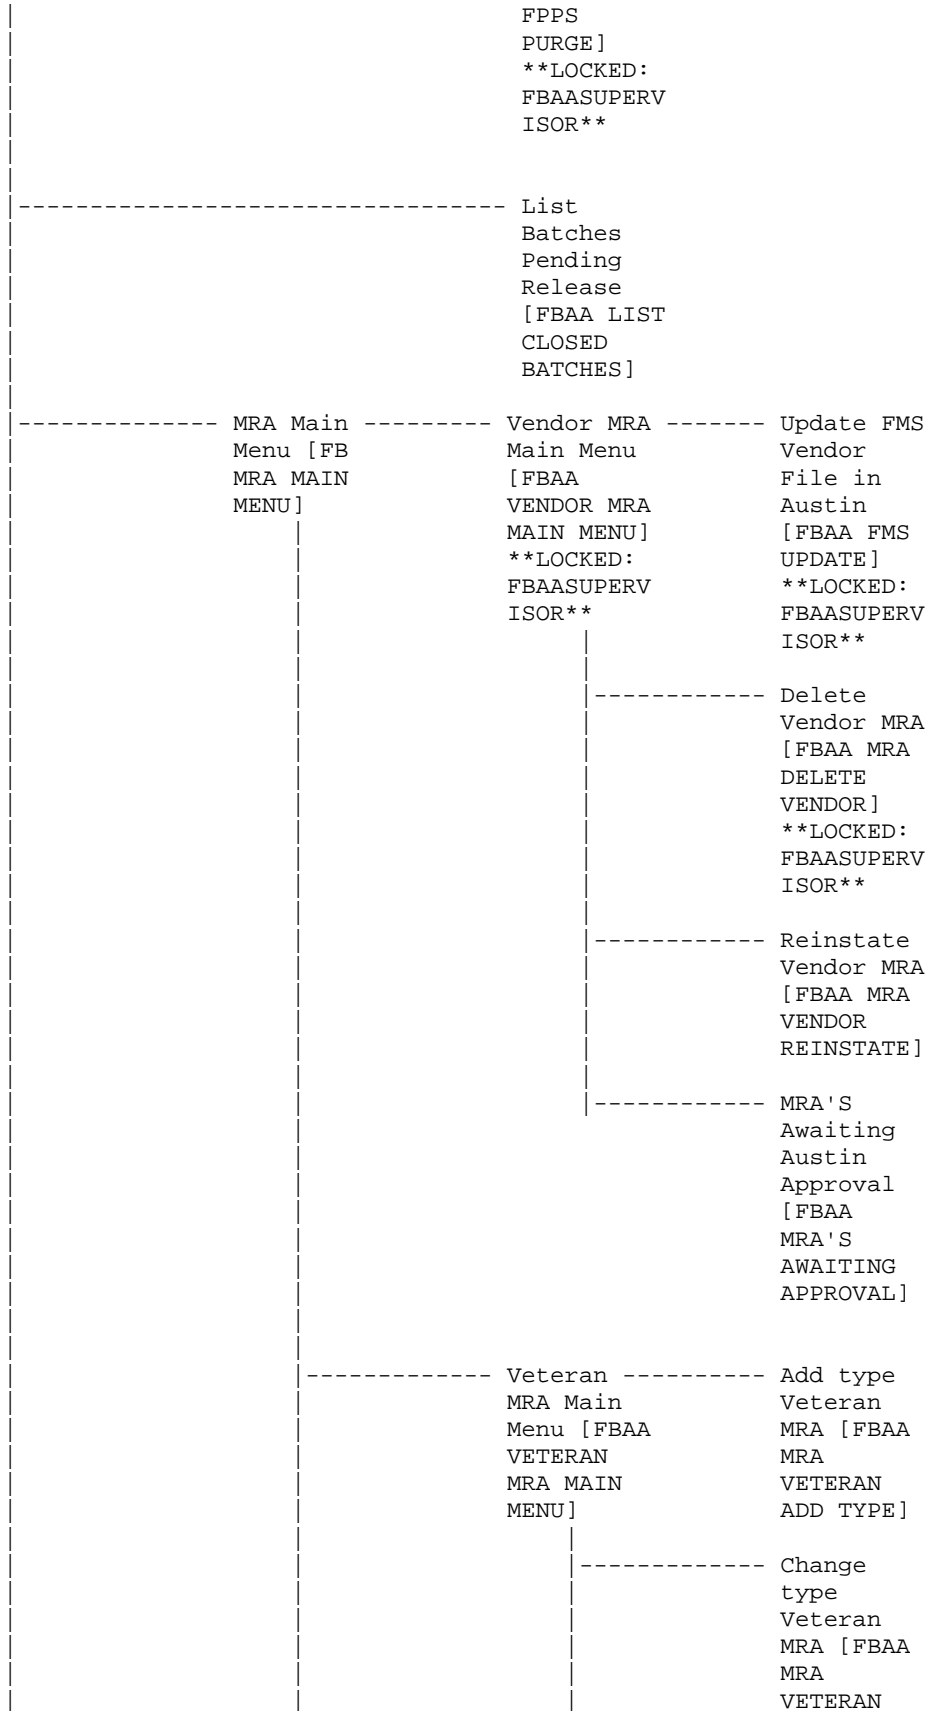 FPPS
PURGE]
**LOCKED:
FBAASUPERV
ISOR**
List
Batches
Pending
Release
[FBAA LIST
CLOSED
BATCHES]
MRA Main --------- Vendor MRA ------- Update FMS
Menu [FB Main Menu Vendor
MRA MAIN [FBAA File in
MENU] VENDOR MRA Austin
MAIN MENU] [FBAA FMS
**LOCKED: UPDATE]
FBAASUPERV **LOCKED:
ISOR** FBAASUPERV
ISOR**
Delete
Vendor MRA
[FBAA MRA
DELETE
VENDOR]
**LOCKED:
FBAASUPERV
ISOR**
Reinstate
Vendor MRA
[FBAA MRA
VENDOR
REINSTATE]
MRA'S
Awaiting
Austin
Approval
[FBAA
MRA'S
AWAITING
APPROVAL]
Veteran ---------- Add type
MRA Main Veteran
Menu [FBAA MRA [FBAA
VETERAN MRA
MRA MAIN VETERAN
MENU] ADD TYPE]
Change
type
Veteran
MRA [FBAA
MRA
VETERAN